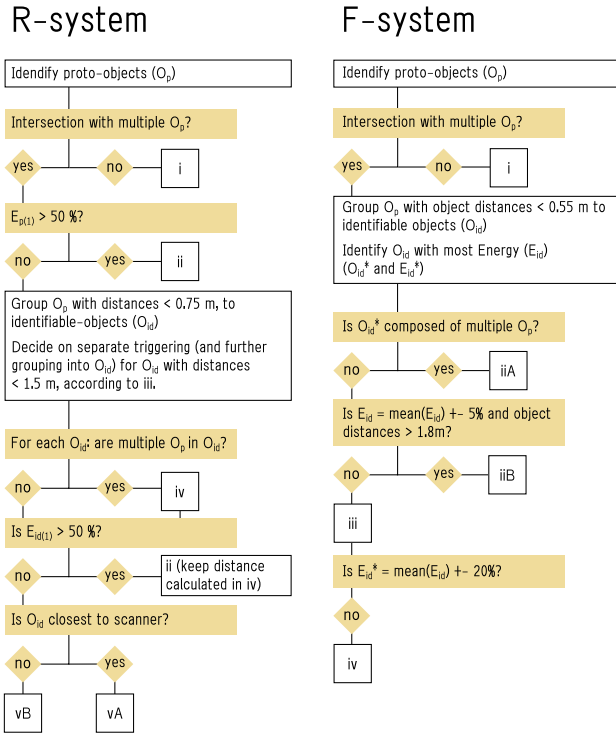 R-system
Idendify proto-objects (Op)
Intersection with multiple Op?
yes
no
i
Ep(1) > 50 %?
no
yes
ii
Group Op with distances < 0.75 m, to
identifiable-objects (Oid)
Decide on separate triggering (and further
grouping into Oid) for Oid with distances
< 1.5 m, according to iii.
For each Oid: are multiple Op in Oid?
no
yes
iv
Is Eid(1) > 50 %?
no
yes
ii (keep distance
calculated in iv)
Is Oid closest to scanner?
no
yes
vB
vA
F-system
Idendify proto-objects (Op)
Intersection with multiple Op?
yes
no
i
Group Op with object distances < 0.55 m to
identifiable objects (Oid)
Identify Oid with most Energy (Eid)
(Oid* and Eid*)
Is Oid* composed of multiple Op?
no
yes
iiA
Is Eid = mean(Eid) +- 5% and object
distances > 1.8m?
no
yes
iiB
iii
Is Eid* = mean(Eid) +- 20%?
no
iv